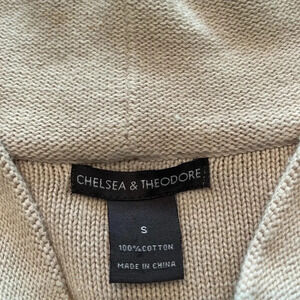 CHELSEA & THEODORE
S
100% COTTON
MADE IN CHINA